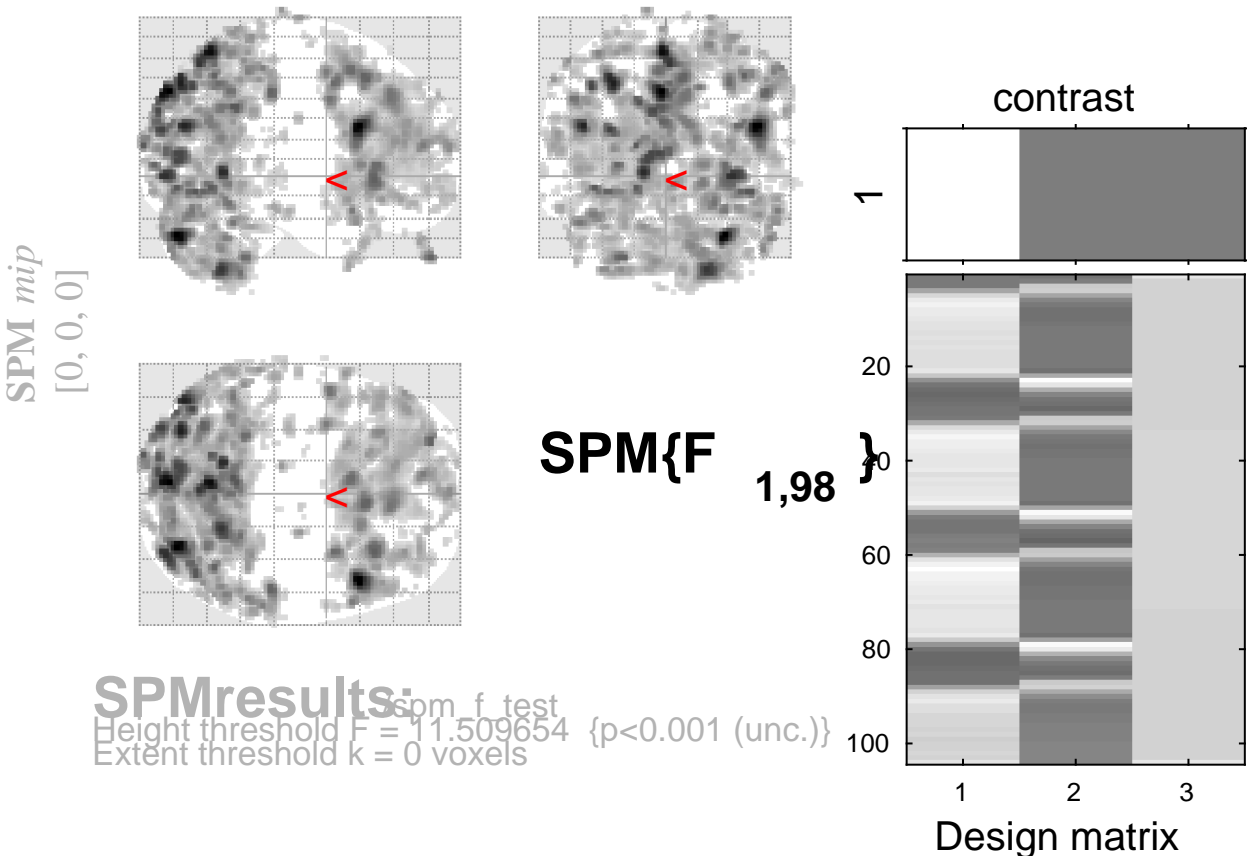 SPM mip
[0, 0, 0]
<
<
<
SPM{F 1,98 }
SPMresults: ./spm_f_test
Height threshold F = 11.509654 {p<0.001 (unc.)}
Extent threshold k = 0 voxels
contrast
1
20
40
60
80
100
1 2 3
Design matrix